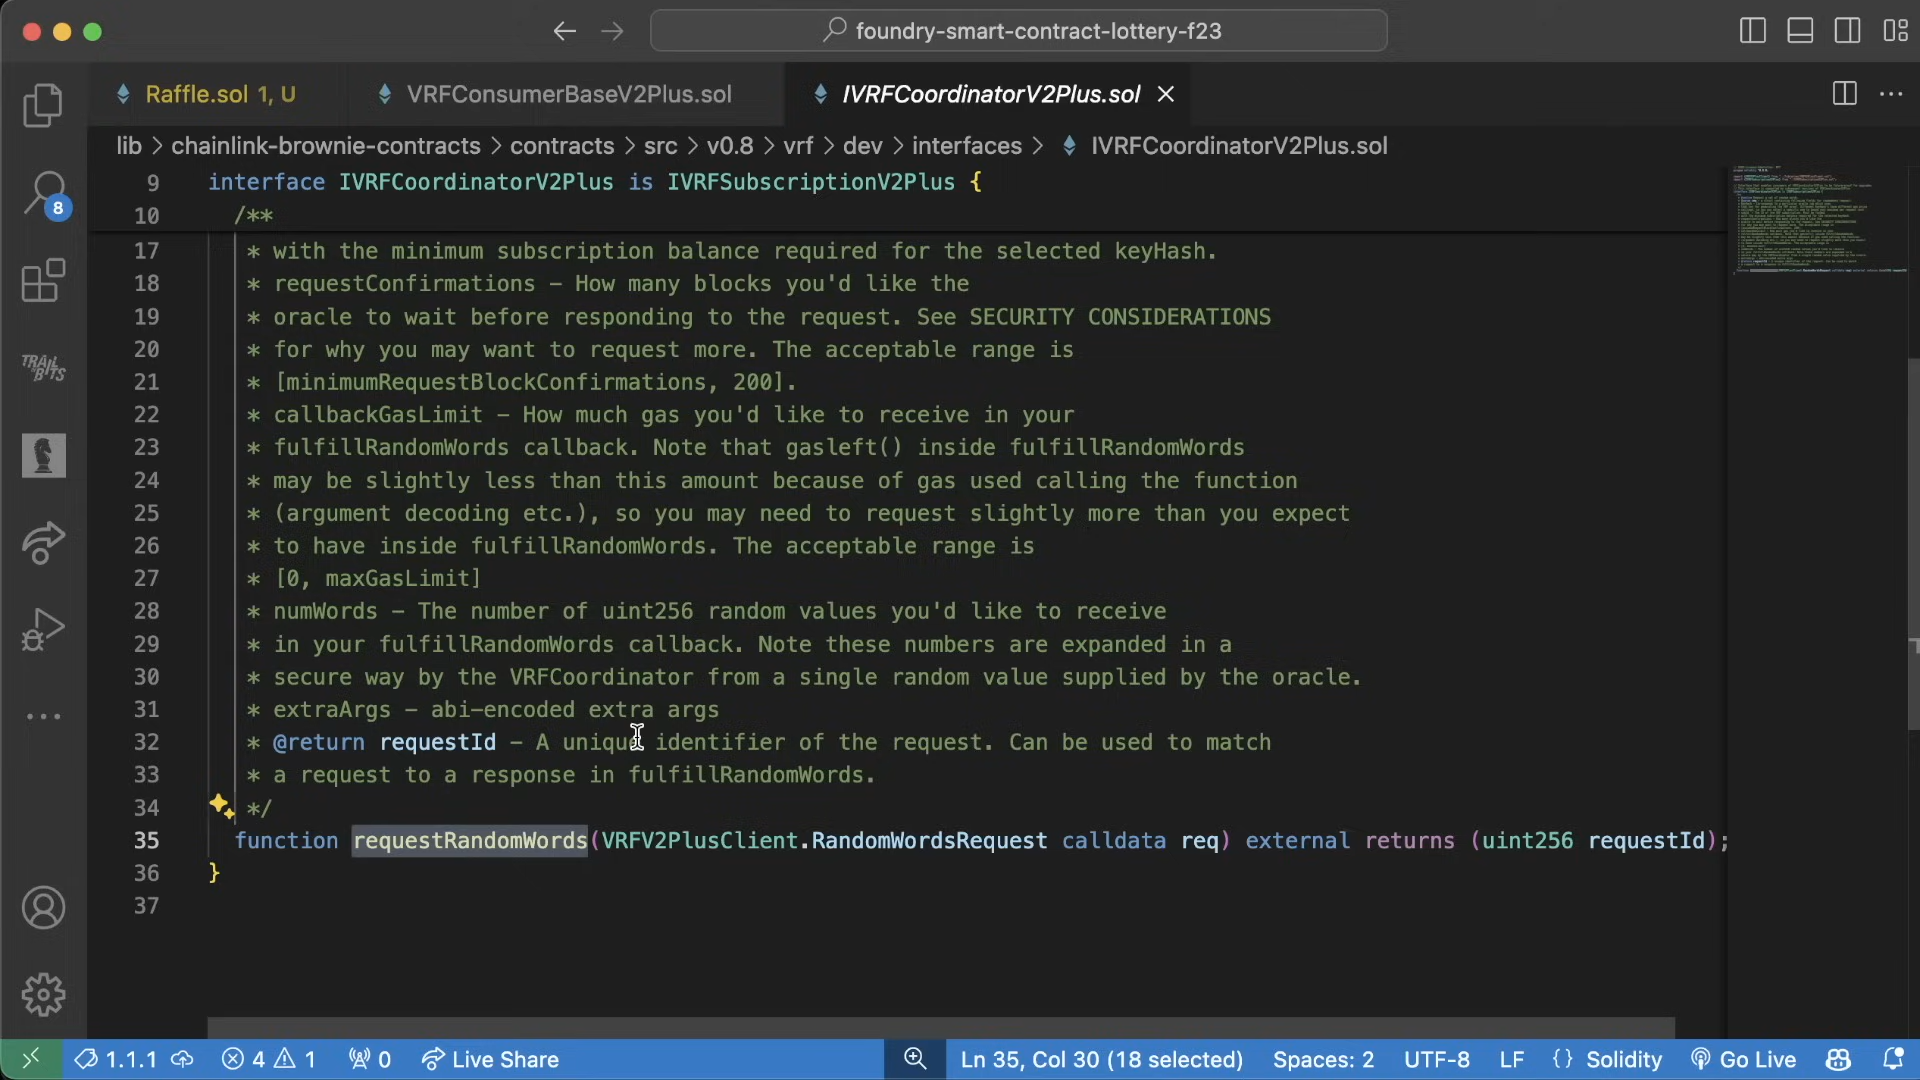 foundry-smart-contract-lottery-f23
Raffle.sol 1, U
VRFConsumerBaseV2Plus.sol
IVRFCoordinatorV2Plus.sol
lib > chainlink-brownie-contracts > contracts > src > v0.8 > vrf > dev > interfaces > IVRFCoordinatorV2Plus.sol
8
TRAIL OF BITS
9 interface IVRFCoordinatorV2Plus is IVRFSubscriptionV2Plus {
10 /**
17 * with the minimum subscription balance required for the selected keyHash.
18 * requestConfirmations - How many blocks you'd like the
19 * oracle to wait before responding to the request. See SECURITY CONSIDERATIONS
20 * for why you may want to request more. The acceptable range is
21 * [minimumRequestBlockConfirmations, 200].
22 * callbackGasLimit - How much gas you'd like to receive in your
23 * fulfillRandomWords callback. Note that gasleft() inside fulfillRandomWords
24 * may be slightly less than this amount because of gas used calling the function
25 * (argument decoding etc.), so you may need to request slightly more than you expect
26 * to have inside fulfillRandomWords. The acceptable range is
27 * [0, maxGasLimit]
28 * numWords - The number of uint256 random values you'd like to receive
29 * in your fulfillRandomWords callback. Note these numbers are expanded in a
30 * secure way by the VRFCoordinator from a single random value supplied by the oracle.
31 * extraArgs - abi-encoded extra args
32 * @return requestId - A unique identifier of the request. Can be used to match
33 * a request to a response in fulfillRandomWords.
34 */
35 function requestRandomWords(VRFV2PlusClient.RandomWordsRequest calldata req) external returns (uint256 requestId);
36 }
37
1.1.1 4 1 0 Live Share Ln 35, Col 30 (18 selected) Spaces: 2 UTF-8 LF {} Solidity Go Live